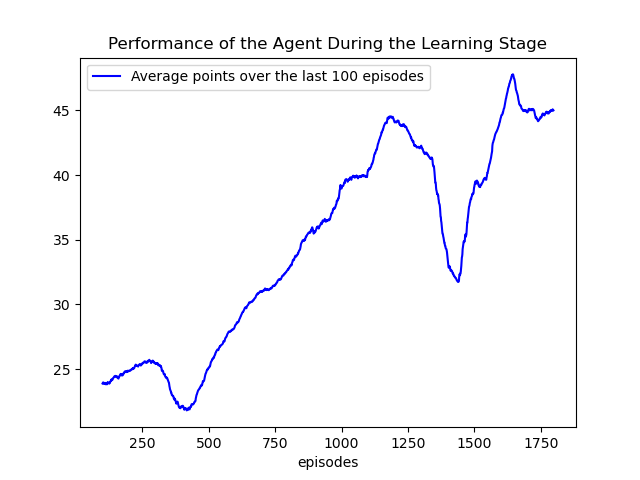 Performance of the Agent During the Learning Stage
Average points over the last 100 episodes
45
40
35
30
25
250 500 750 1000 1250 1500 1750
episodes